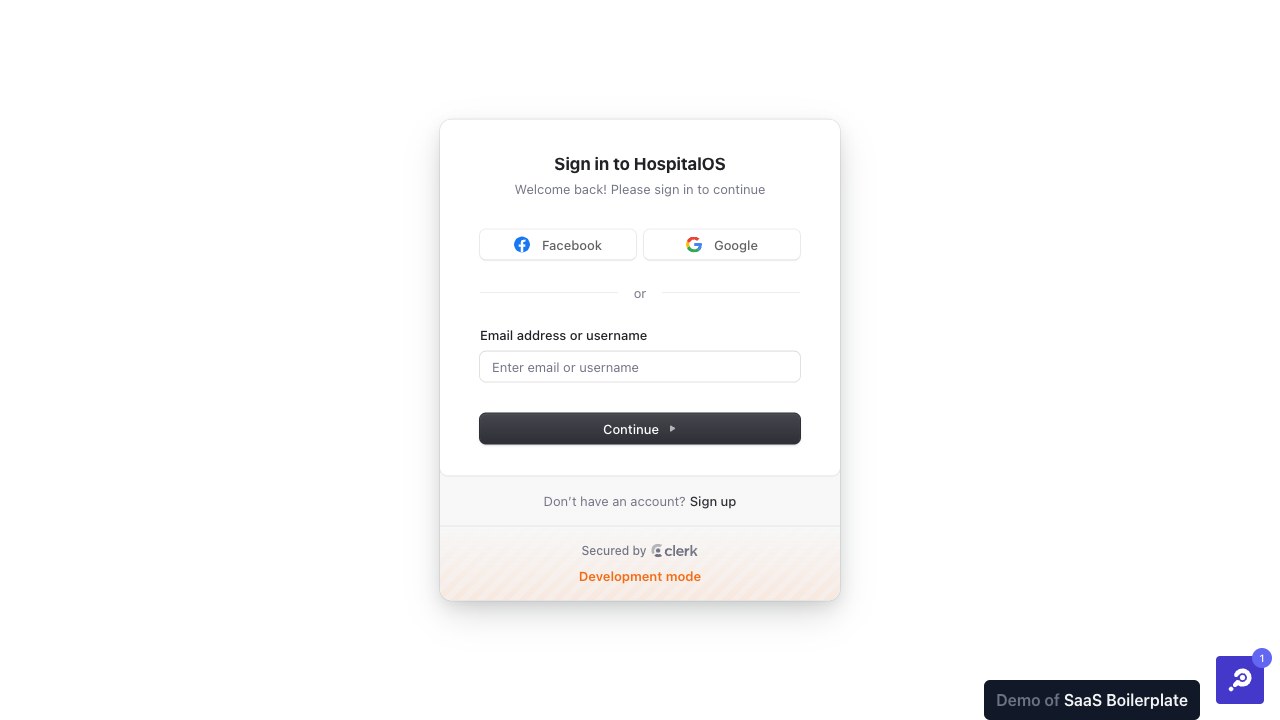 Sign in to HospitalOS
Welcome back! Please sign in to continue
Facebook
Google
or
Email address or username
Enter email or username
Continue
Don’t have an account? Sign up
Secured by clerk
Development mode
1
Demo of SaaS Boilerplate